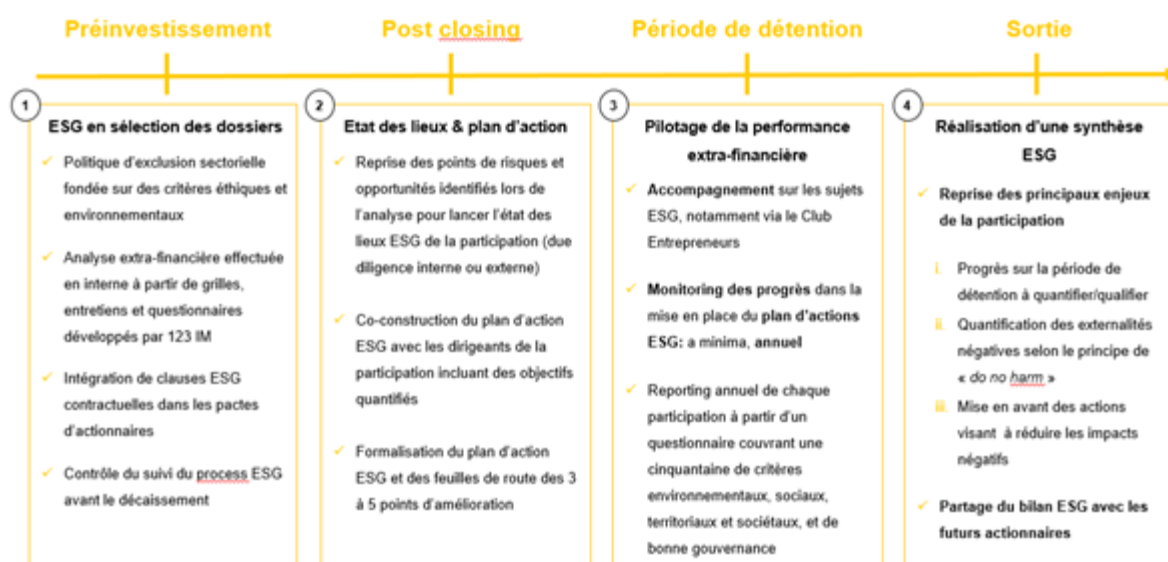 Préinvestissement
Post closing
Période de détention
Sortie
1
ESG en sélection des dossiers
Politique d'exclusion sectorielle
fondée sur des critères éthiques et
environnementaux
Analyse extra-financière effectuée
en interne à partir de grilles,
entretiens et questionnaires
développés par 123 IM
Intégration de clauses ESG
contractuelles dans les pactes
d'actionnaires
Contrôle du suivi du process ESG
avant le décaissement
2
Etat des lieux & plan d'action
Reprise des points de risques et
opportunités identifiés lors de
l'analyse pour lancer l'état des
lieux ESG de la participation (due
diligence interne ou externe)
Co-construction du plan d'action
ESG avec les dirigeants de la
participation incluant des objectifs
quantifiés
Formalisation du plan d'action
ESG et des feuilles de route des 3
à 5 points d'amélioration
3
Pilotage de la performance
extra-financière
Accompagnement sur les sujets
ESG, notamment via le Club
Entrepreneurs
Monitoring des progrès dans la
mise en place du plan d'actions
ESG: a minima, annuel
Reporting annuel de chaque
participation à partir d'un
questionnaire couvrant une
cinquantaine de critères
environnementaux, sociaux,
territoriaux et sociétaux, et de
bonne gouvernance
4
Réalisation d'une synthèse
ESG
Reprise des principaux enjeux
de la participation
i. Progrès sur la période de
détention à quantifier/qualifier
ii. Quantification des externalités
négatives selon le principe de
« do no harm »
iii. Mise en avant des actions
visant à réduire les impacts
négatifs
Partage du bilan ESG avec les
futurs actionnaires